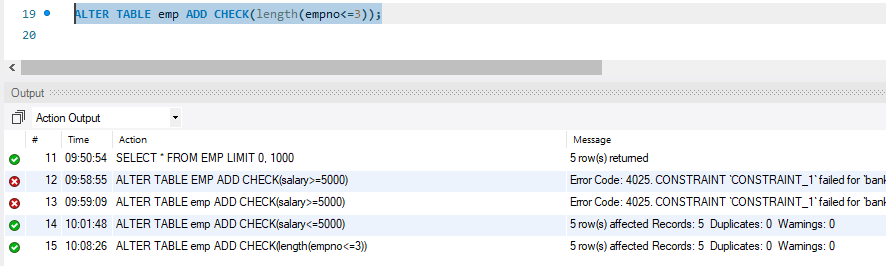 19 ALTER TABLE emp ADD CHECK(length(empno<=3));
20
Output
Action Output
# Time Action Message
11 09:50:54 SELECT * FROM EMP LIMIT 0, 1000 5 row(s) returned
12 09:58:55 ALTER TABLE EMP ADD CHECK(salary>=5000) Error Code: 4025. CONSTRAINT `CONSTRAINT_1` failed for `bank
13 09:59:09 ALTER TABLE emp ADD CHECK(salary>=5000) Error Code: 4025. CONSTRAINT `CONSTRAINT_1` failed for `bank
14 10:01:48 ALTER TABLE emp ADD CHECK(salary<=5000) 5 row(s) affected Records: 5 Duplicates: 0 Warnings: 0
15 10:08:26 ALTER TABLE emp ADD CHECK(length(empno<=3)) 5 row(s) affected Records: 5 Duplicates: 0 Warnings: 0